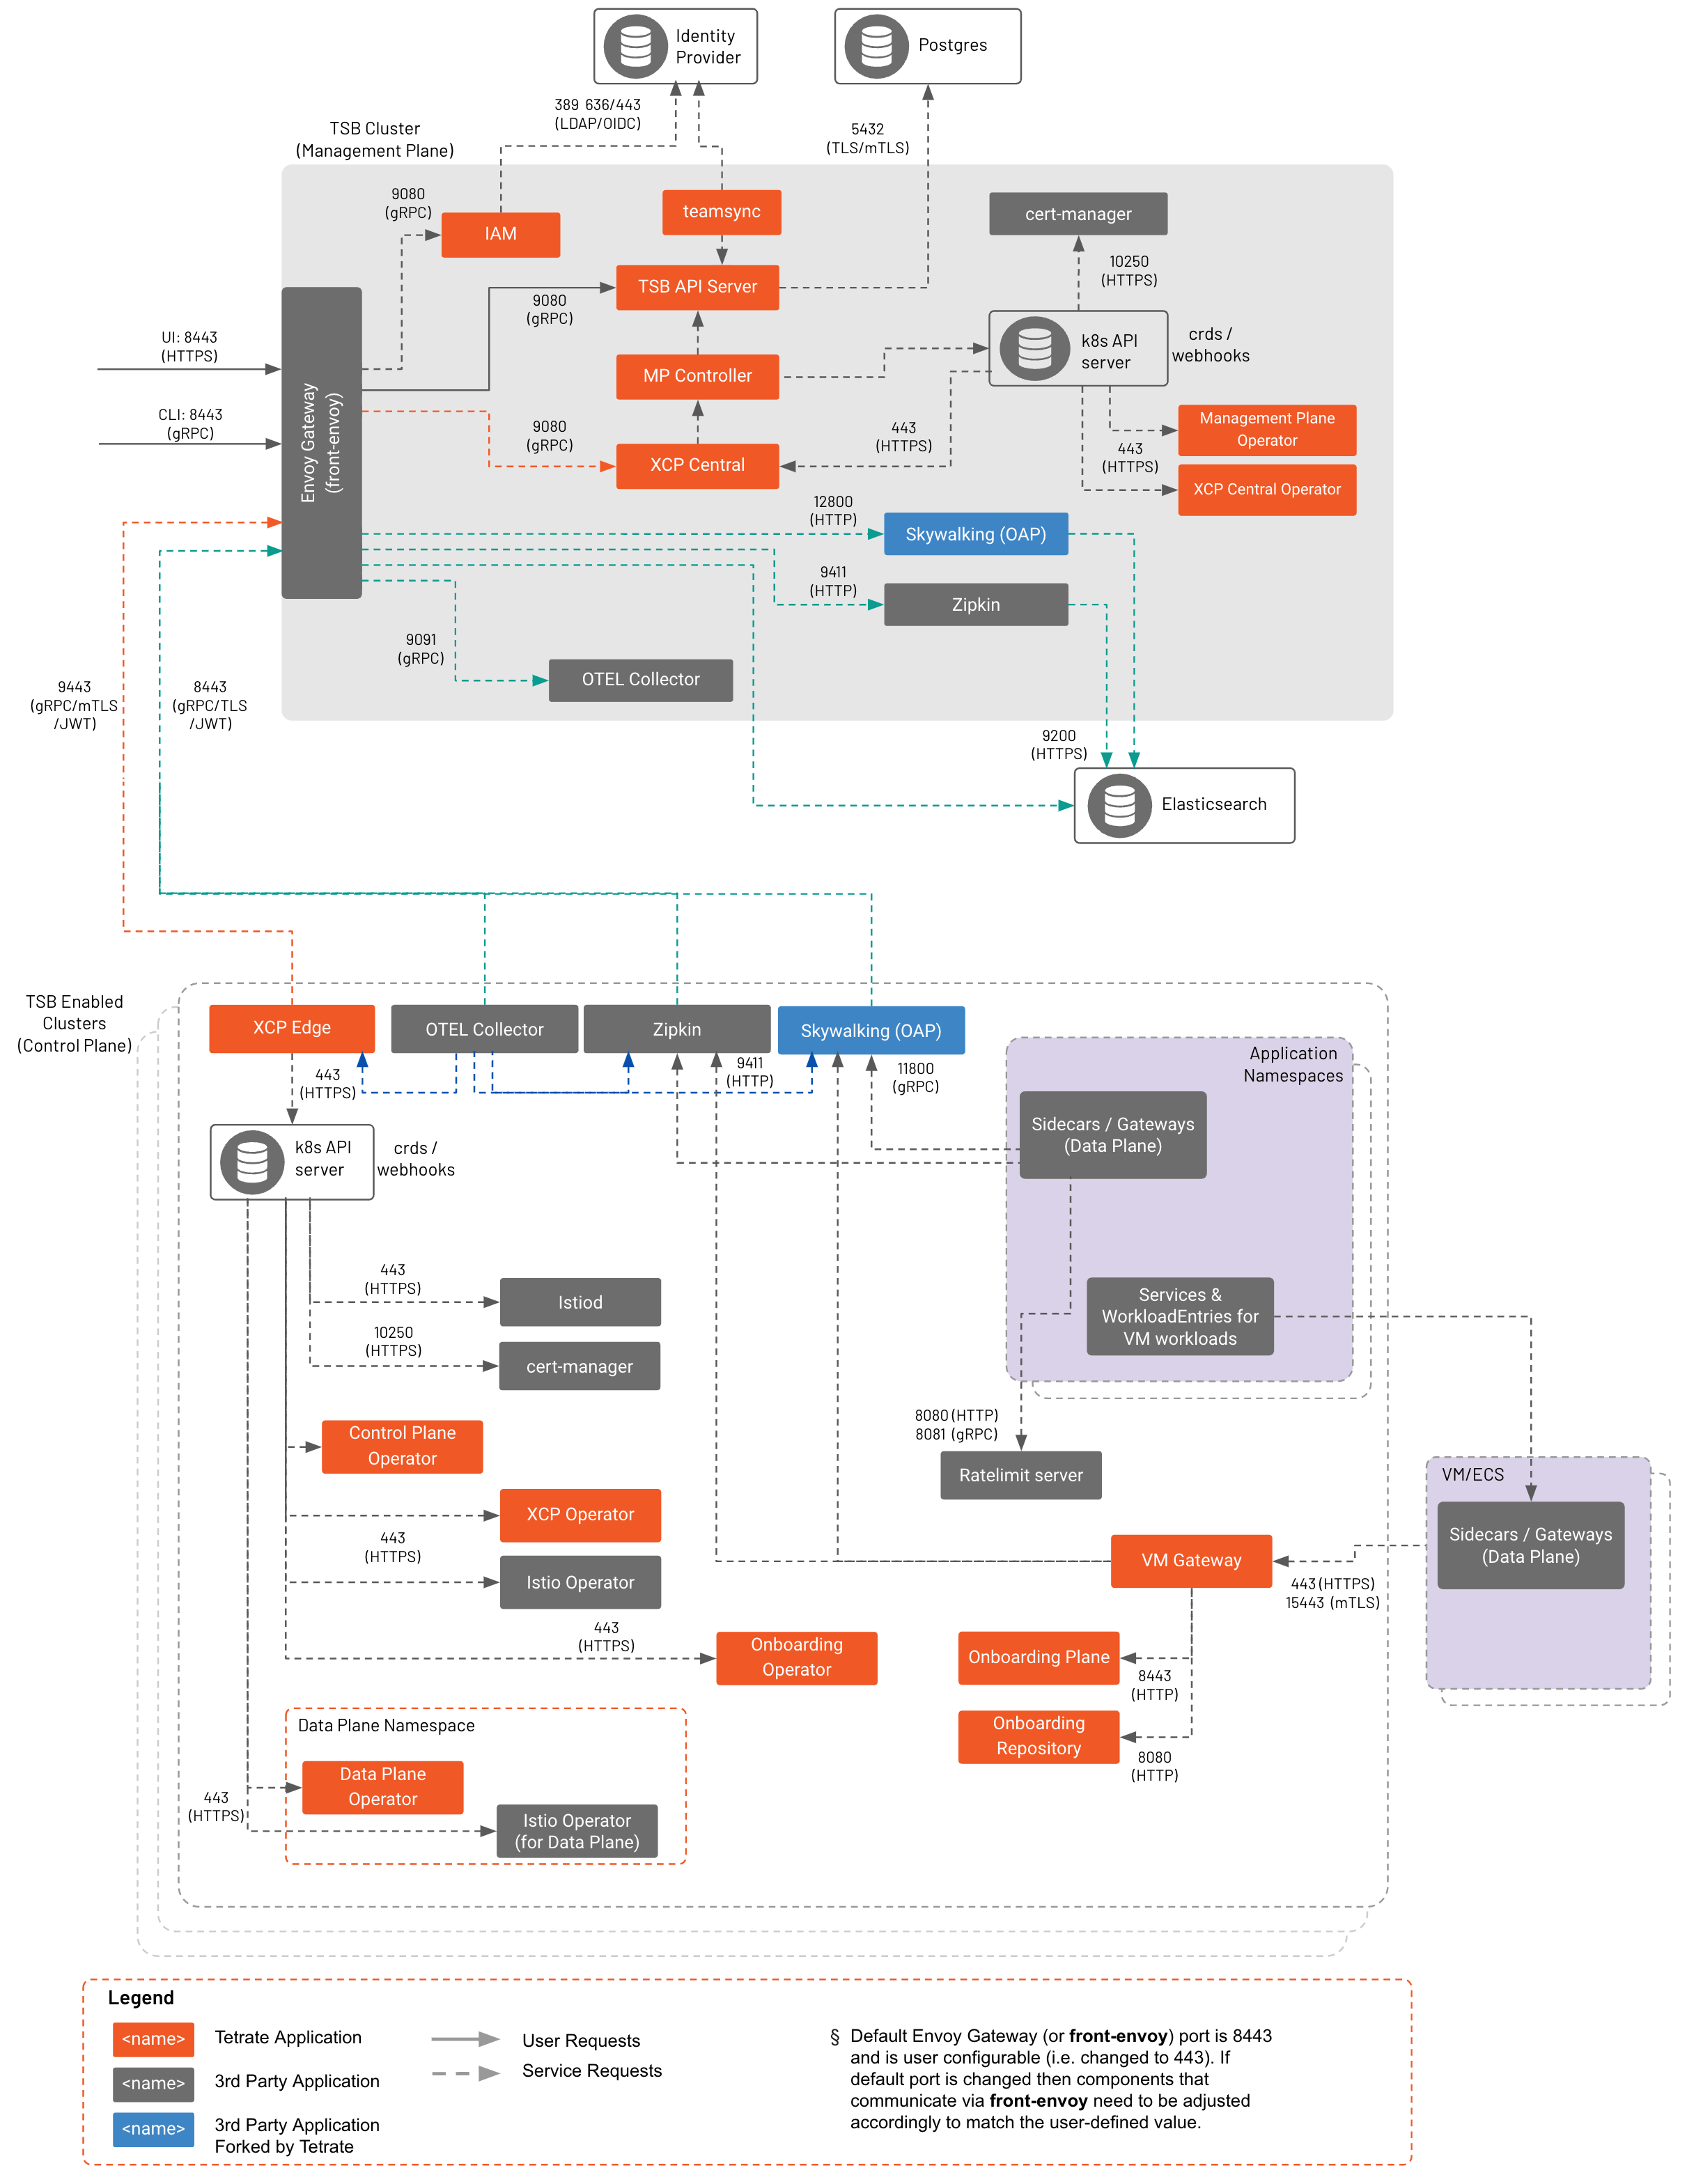 Identity
Provider
Postgres
389 636/443
(LDAP/OIDC)
5432
(TLS/mTLS)
TSB Cluster
(Management Plane)
9080
(gRPC)
IAM
teamsync
cert-manager
10250
(HTTPS)
TSB API Server
9080
(gRPC)
UI: 8443
(HTTPS)
k8s API
server
crds /
webhooks
MP Controller
Envoy Gateway
(front-envoy)
CLI: 8443
(gRPC)
9080
(gRPC)
443
(HTTPS)
Management Plane
Operator
443
(HTTPS)
XCP Central
XCP Central Operator
12800
(HTTP)
Skywalking (OAP)
9411
(HTTP)
Zipkin
9091
(gRPC)
OTEL Collector
9443
(gRPC/mTLS
/JWT)
8443
(gRPC/TLS
/JWT)
9200
(HTTPS)
Elasticsearch
TSB Enabled
Clusters
(Control Plane)
XCP Edge
OTEL Collector
Zipkin
Skywalking (OAP)
443
(HTTPS)
9411
(HTTP)
11800
(gRPC)
Application
Namespaces
Sidecars / Gateways
(Data Plane)
k8s API
server
crds /
webhooks
443
(HTTPS)
Istiod
10250
(HTTPS)
cert-manager
Services &
WorkloadEntries for
VM workloads
8080 (HTTP)
8081 (gRPC)
Ratelimit server
Control Plane
Operator
XCP Operator
443
(HTTPS)
Istio Operator
VM/ECS
Sidecars / Gateways
(Data Plane)
VM Gateway
443 (HTTPS)
15443 (mTLS)
443
(HTTPS)
Onboarding
Operator
Onboarding Plane
8443
(HTTP)
Onboarding
Repository
8080
(HTTP)
Data Plane Namespace
Data Plane
Operator
443
(HTTPS)
Istio Operator
(for Data Plane)
Legend
<name>
Tetrate Application
<name>
3rd Party Application
<name>
3rd Party Application
Forked by Tetrate
User Requests
Service Requests
§ Default Envoy Gateway (or front-envoy) port is 8443
and is user configurable (i.e. changed to 443). If
default port is changed then components that
communicate via front-envoy need to be adjusted
accordingly to match the user-defined value.